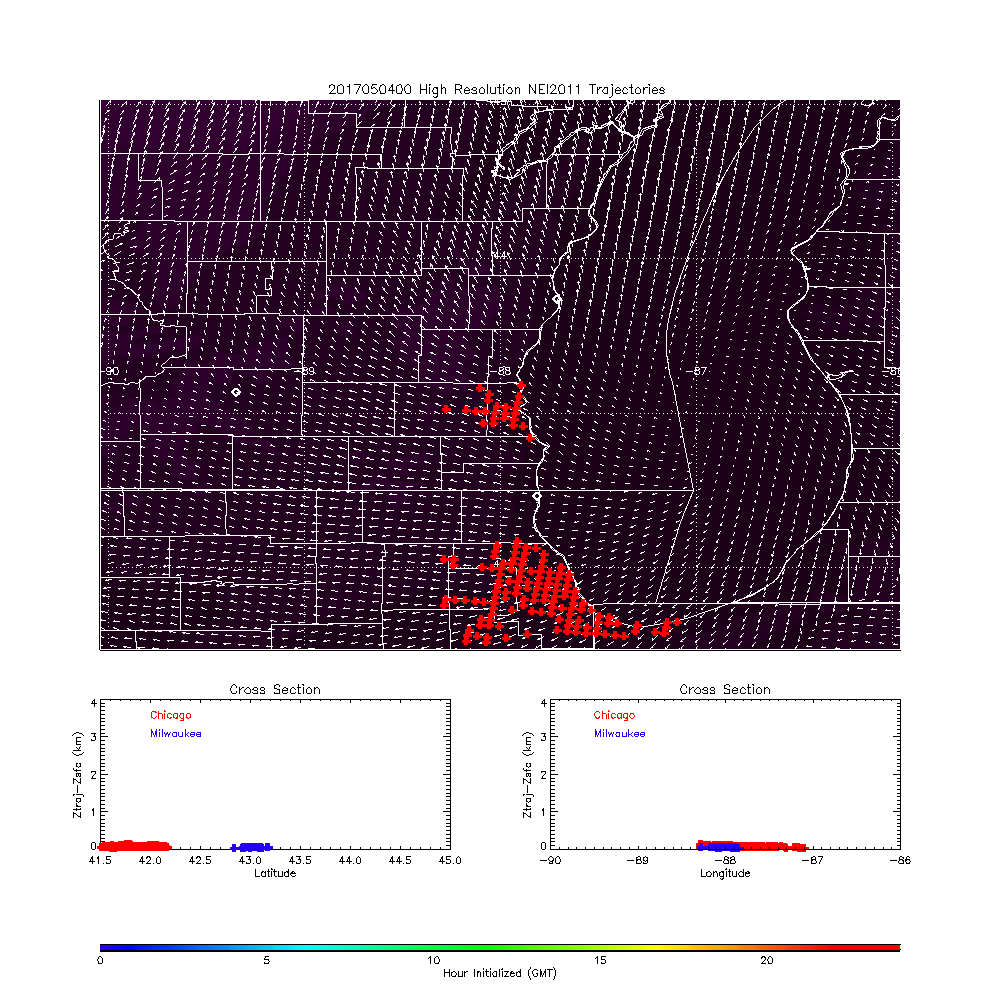 2017050400 High Resolution NEI2011 Trajectories
44
-90 -89 -88 -87 -86
Cross Section
Chicago
Milwaukee
Ztraj-Zsfc (km)
4
3
2
1
0
41.5 42.0 42.5 43.0 43.5 44.0 44.5 45.0
Latitude
Cross Section
Chicago
Milwaukee
Ztraj-Zsfc (km)
4
3
2
1
0
-90 -89 -88 -87 -86
Longitude
0 5 10 15 20
Hour Initialized (GMT)